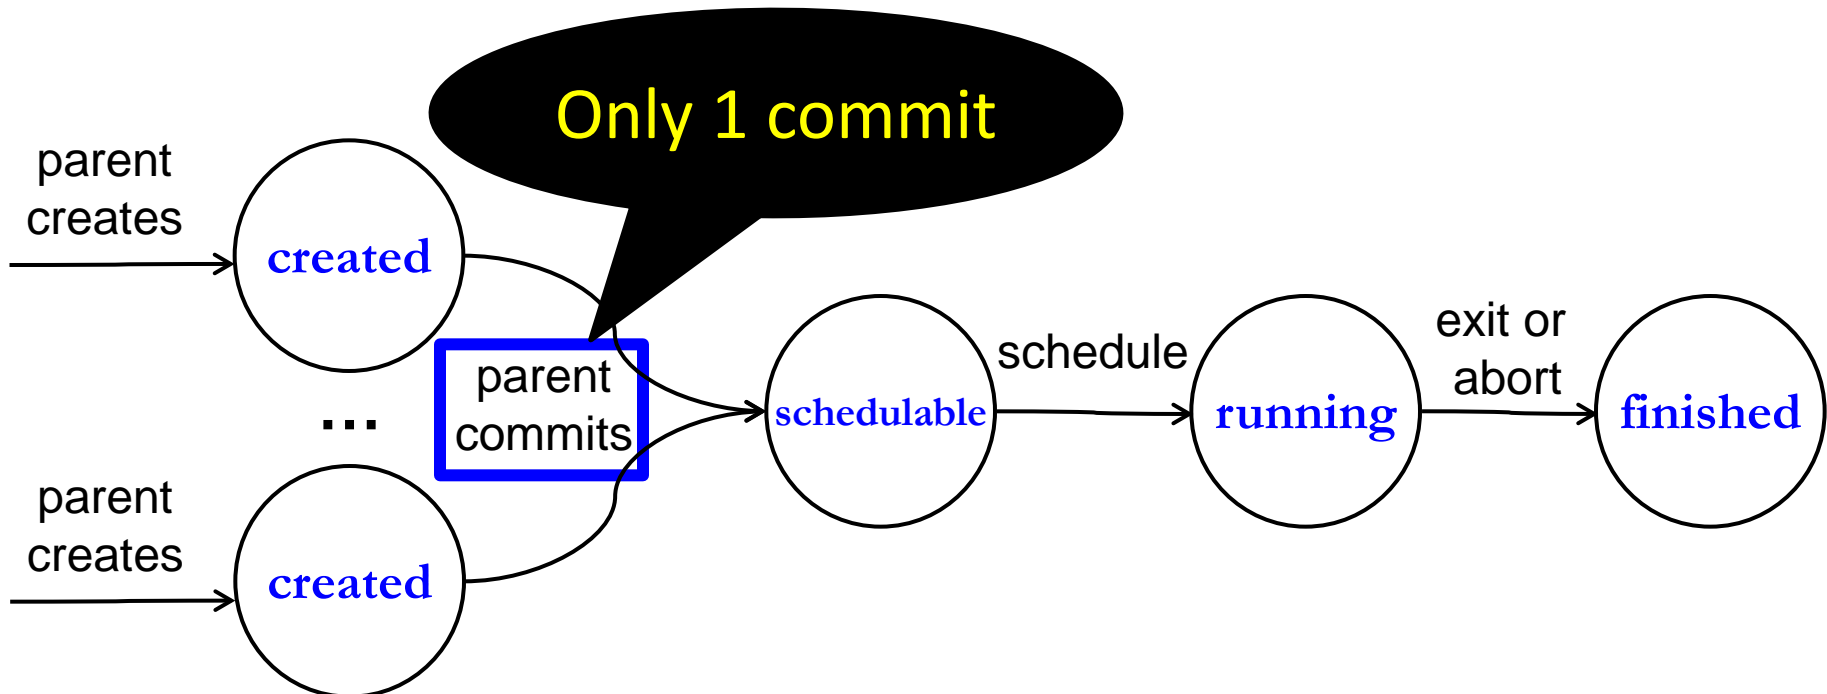 Only 1 commit
parent
creates
created
parent
commits
...
schedulable
schedule
running
exit or
abort
finished
parent
creates
created